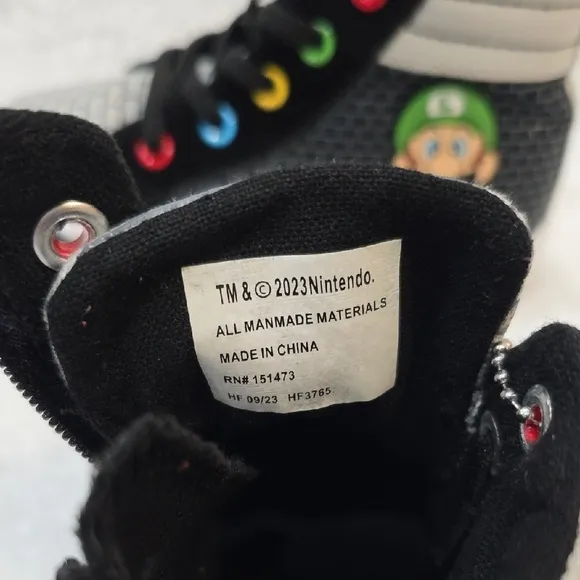 L
TM & © 2023Nintendo.
ALL MANMADE MATERIALS
MADE IN CHINA
RN# 151473
HF 09/23 HF3765